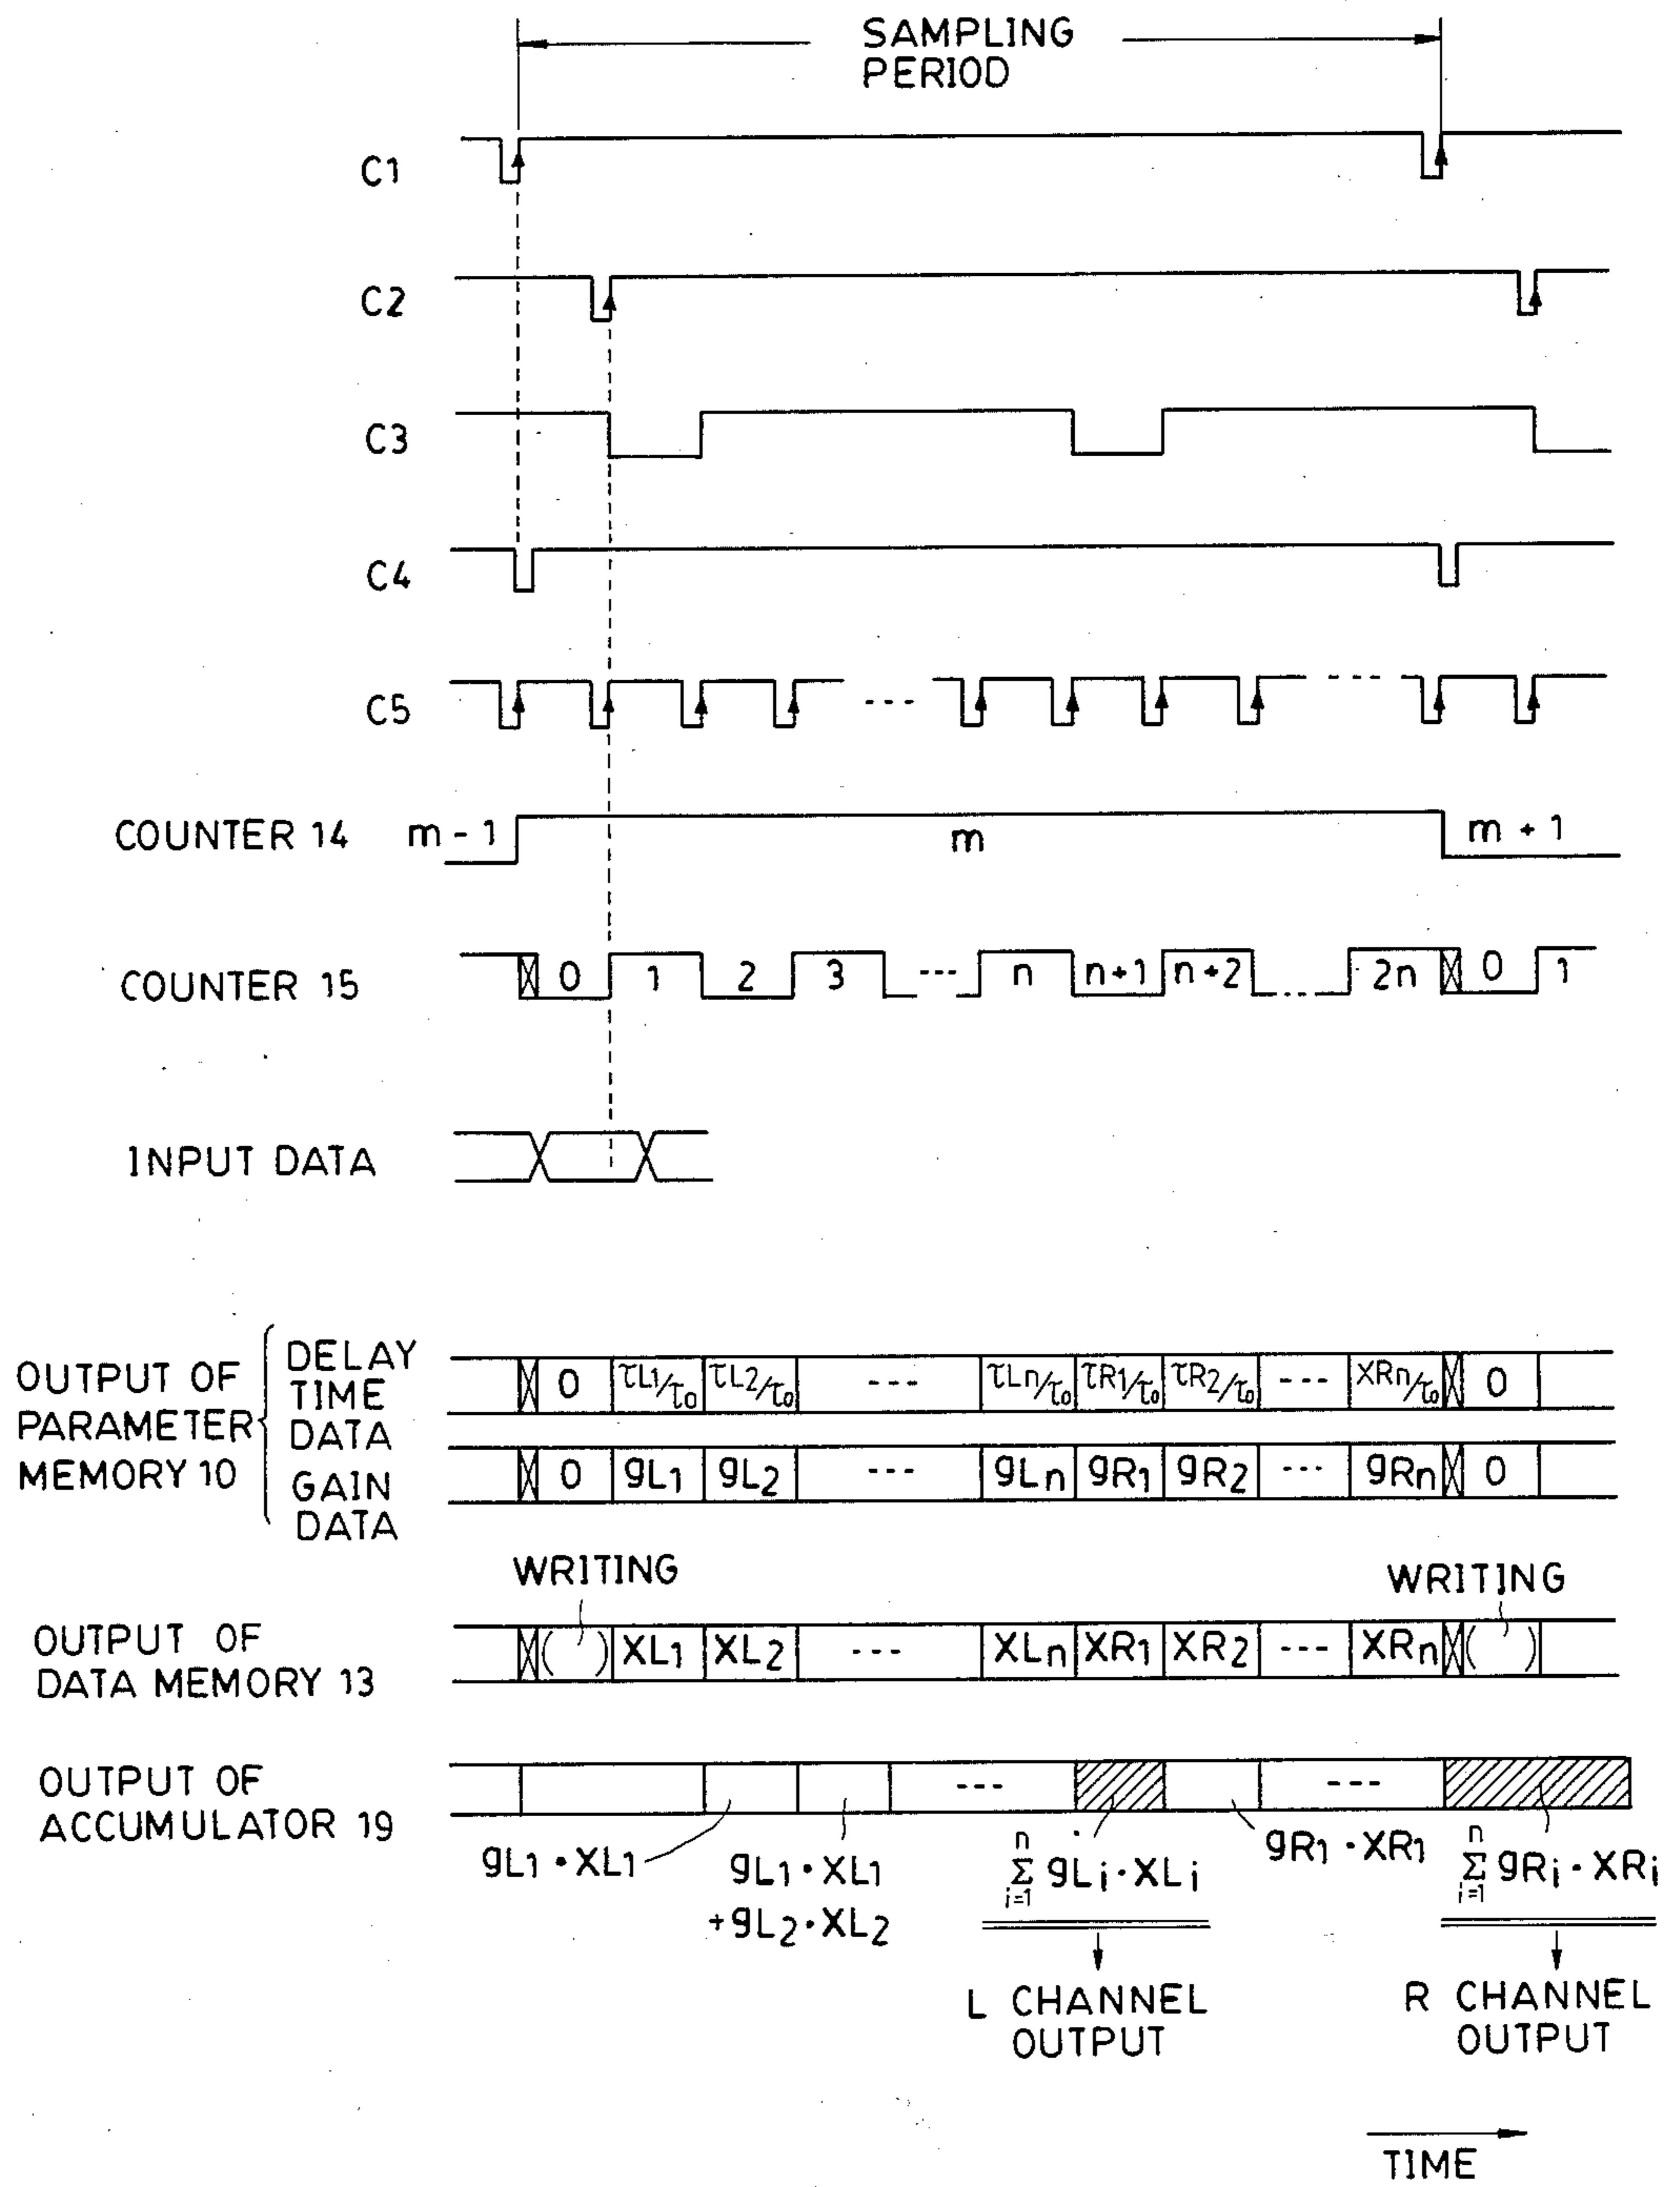 SAMPLING
PERIOD
C1
C2
C3
C4
C5 ---  - - - -
COUNTER 14 m - 1 m m + 1
COUNTER 15 0 1 2 3 --- n n+1 n+2 2n 0 1
INPUT DATA
OUTPUT OF
PARAMETER
MEMORY 10
DELAY
TIME
DATA
0 τL1/τ0 τL2/τ0 --- τLn/τ0 τR1/τ0 τR2/τ0 --- XRn/τ0 0
GAIN
DATA
0 gL1 gL2 --- gLn gR1 gR2 --- gRn 0
WRITING WRITING
OUTPUT OF
DATA MEMORY 13
( ) XL1 XL2 --- XLn XR1 XR2 --- XRn ( )
OUTPUT OF
ACCUMULATOR 19
--- ---
gL1 · XL1
gL1 · XL1
+gL2 · XL2
n
Σ gLi · XLi
i=1
gR1 · XR1
n
Σ gRi · XRi
i=1
L CHANNEL
OUTPUT
R CHANNEL
OUTPUT
TIME